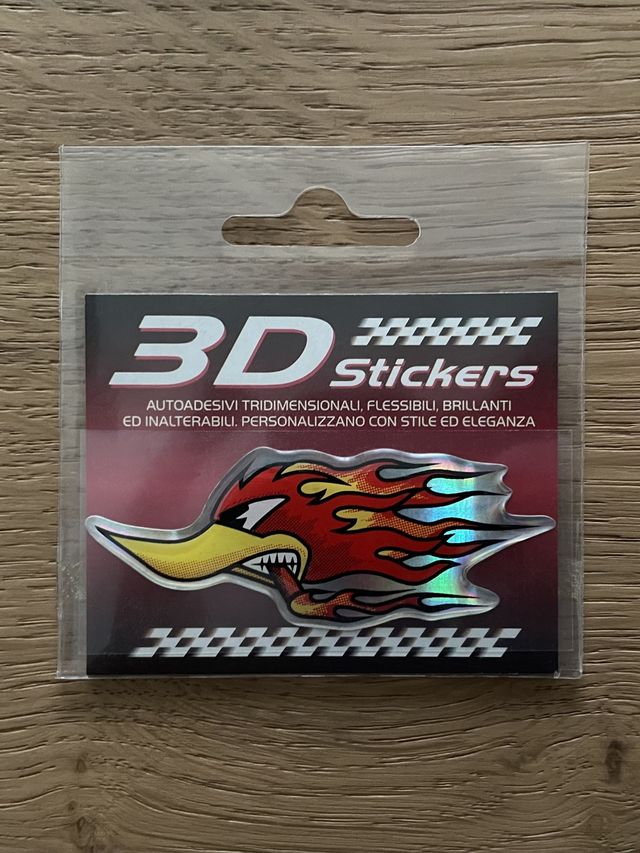 3D
Stickers
AUTOADESIVI TRIDIMENSIONALI, FLESSIBILI, BRILLANTI
ED INALTERABILI. PERSONALIZZANO CON STILE ED ELEGANZA